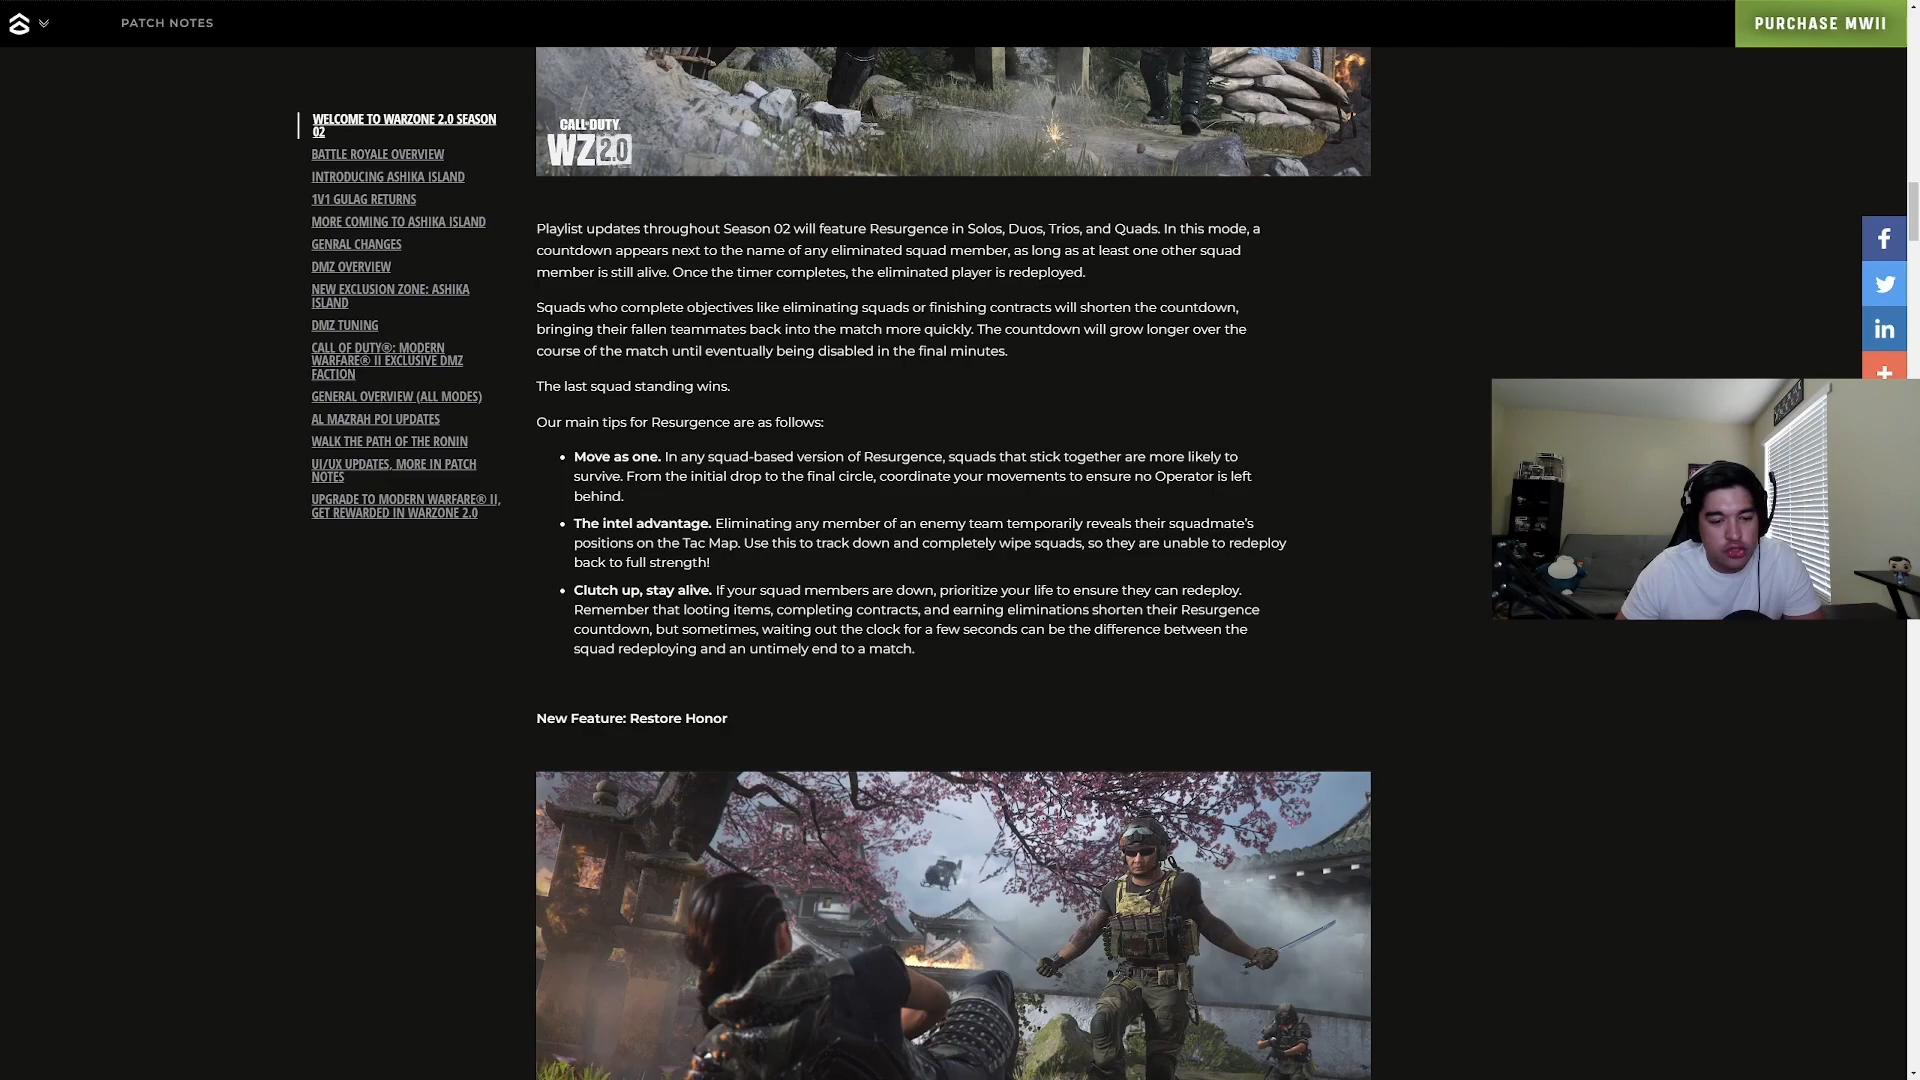 PATCH NOTES
PURCHASE MWII
WELCOME TO WARZONE 2.0 SEASON
02
BATTLE ROYALE OVERVIEW
INTRODUCING ASHIKA ISLAND
1V1 GULAG RETURNS
MORE COMING TO ASHIKA ISLAND
GENRAL CHANGES
DMZ OVERVIEW
NEW EXCLUSION ZONE: ASHIKA
ISLAND
DMZ TUNING
CALL OF DUTY®: MODERN
WARFARE® II EXCLUSIVE DMZ
FACTION
GENERAL OVERVIEW (ALL MODES)
AL MAZRAH POI UPDATES
WALK THE PATH OF THE RONIN
UI/UX UPDATES, MORE IN PATCH
NOTES
UPGRADE TO MODERN WARFARE® II,
GET REWARDED IN WARZONE 2.0
CALL OF DUTY
WZ 2.0
Playlist updates throughout Season 02 will feature Resurgence in Solos, Duos, Trios, and Quads. In this mode, a
countdown appears next to the name of any eliminated squad member, as long as at least one other squad
member is still alive. Once the timer completes, the eliminated player is redeployed.
Squads who complete objectives like eliminating squads or finishing contracts will shorten the countdown,
bringing their fallen teammates back into the match more quickly. The countdown will grow longer over the
course of the match until eventually being disabled in the final minutes.
The last squad standing wins.
Our main tips for Resurgence are as follows:
• Move as one. In any squad-based version of Resurgence, squads that stick together are more likely to
survive. From the initial drop to the final circle, coordinate your movements to ensure no Operator is left
behind.
• The intel advantage. Eliminating any member of an enemy team temporarily reveals their squadmate's
positions on the Tac Map. Use this to track down and completely wipe squads, so they are unable to redeploy
back to full strength!
• Clutch up, stay alive. If your squad members are down, prioritize your life to ensure they can redeploy.
Remember that looting items, completing contracts, and earning eliminations shorten their Resurgence
countdown, but sometimes, waiting out the clock for a few seconds can be the difference between the
squad redeploying and an untimely end to a match.
New Feature: Restore Honor